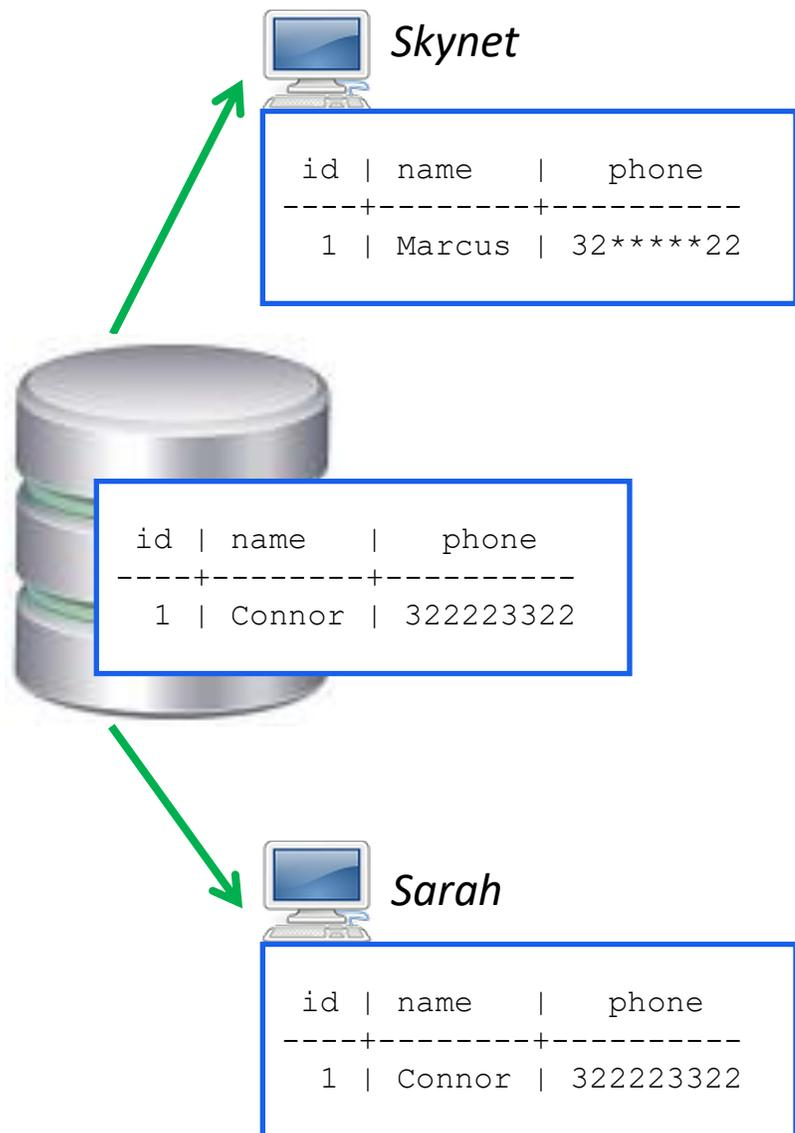 Skynet
id | name   |   phone
----+--------+----------
  1 | Marcus | 32*****22
id | name   |   phone
----+--------+----------
  1 | Connor | 322223322
Sarah
id | name   |   phone
----+--------+----------
  1 | Connor | 322223322